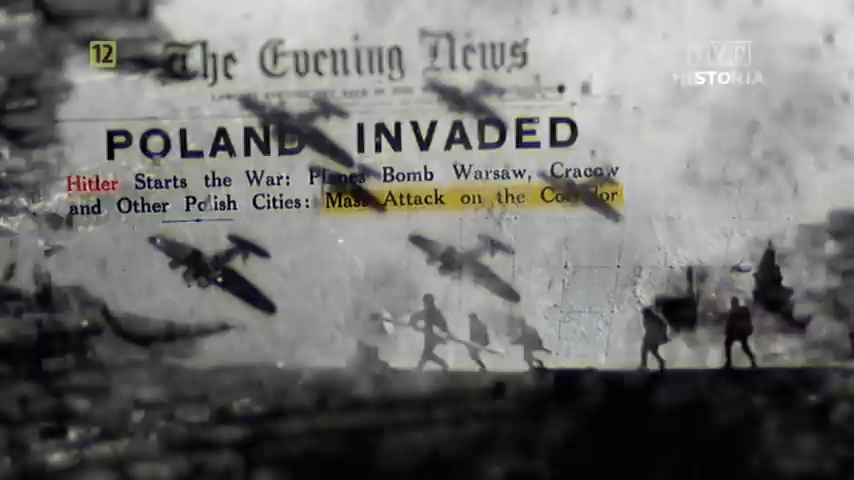 12
The Evening News
TVP
HISTORIA
POLAND INVADED
Hitler Starts the War: Planes Bomb Warsaw, Cracow
and Other Polish Cities: Mass Attack on the Corridor